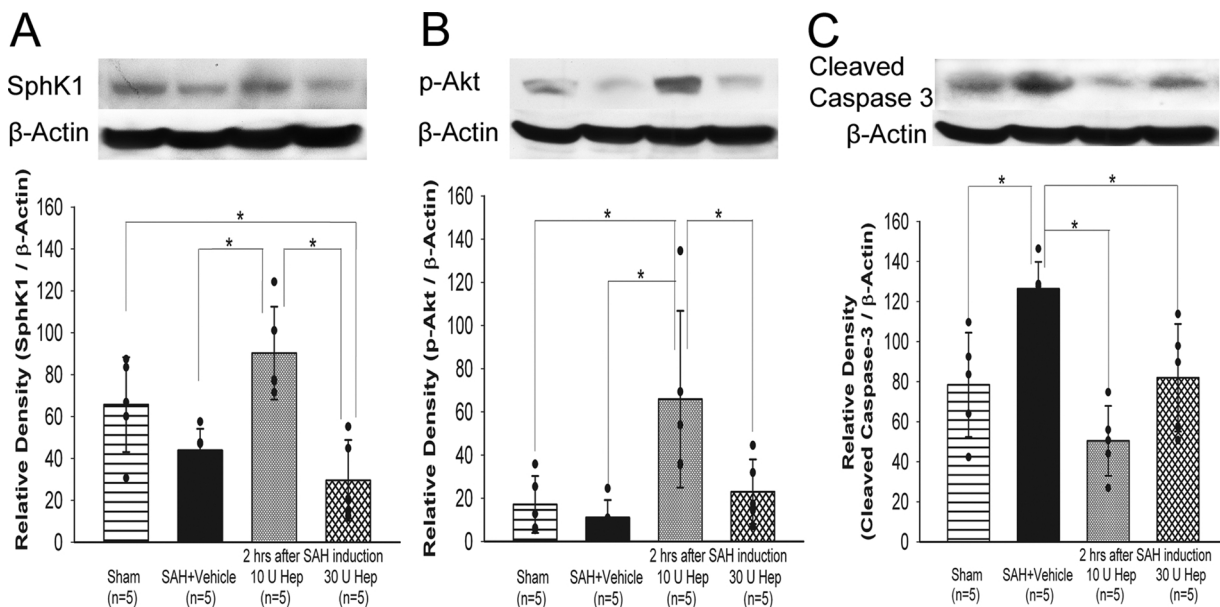 A
SphK1
β-Actin
Relative Density (SphK1 / β-Actin)
160
140
120
100
80
60
40
20
0
*
*
*
2 hrs after SAH induction
Sham SAH+Vehicle 10 U Hep 30 U Hep
(n=5) (n=5) (n=5) (n=5)
B
p-Akt
β-Actin
Relative Density (p-Akt / β-Actin)
160
140
120
100
80
60
40
20
0
*
*
*
2 hrs after SAH induction
Sham SAH+Vehicle 10 U Hep 30 U Hep
(n=5) (n=5) (n=5) (n=5)
C
Cleaved
Caspase 3
β-Actin
Relative Density
(Cleaved Caspase-3 / β-Actin)
160
140
120
100
80
60
40
20
0
*
*
*
2 hrs after SAH induction
Sham SAH+Vehicle 10 U Hep 30 U Hep
(n=5) (n=5) (n=5) (n=5)